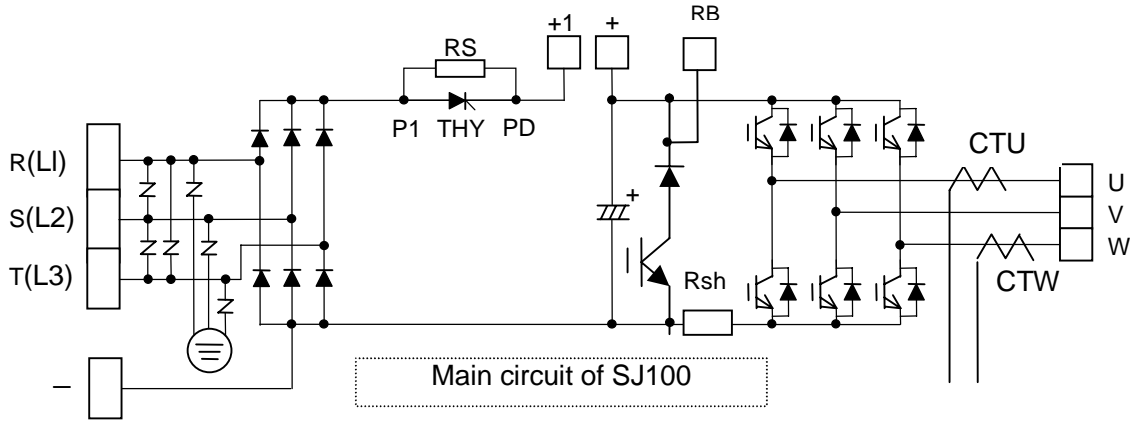 +1 + RB
RS
P1 THY PD
R(LI)
S(L2)
T(L3)
CTU
U
V
W
CTW
+
Rsh
–
Main circuit of SJ100